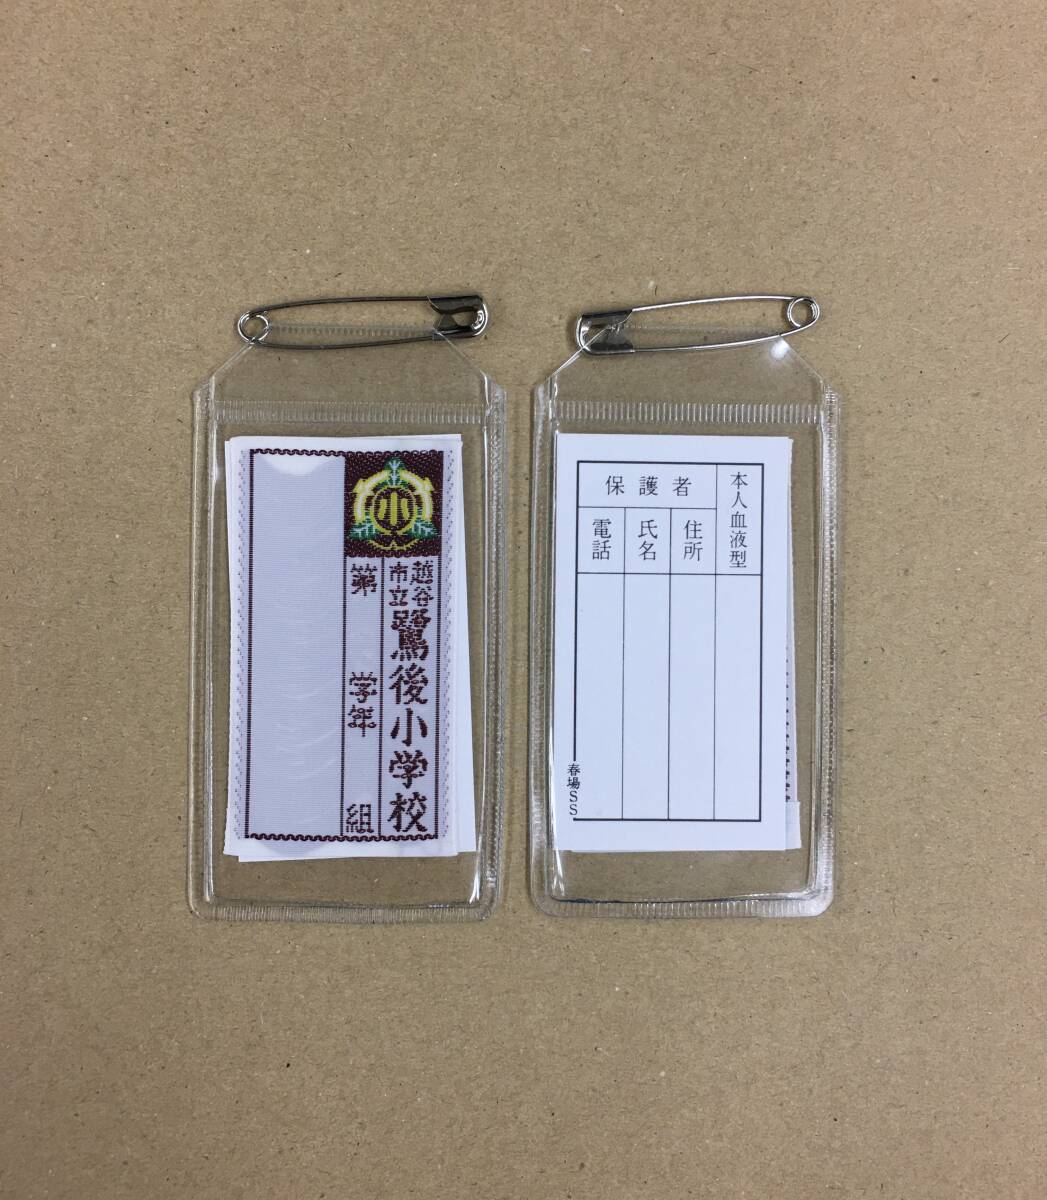 小
越谷
市立
鷺後小学校
第 学年 組
本人血液型
保護者
住所
氏名
電話
春場SS